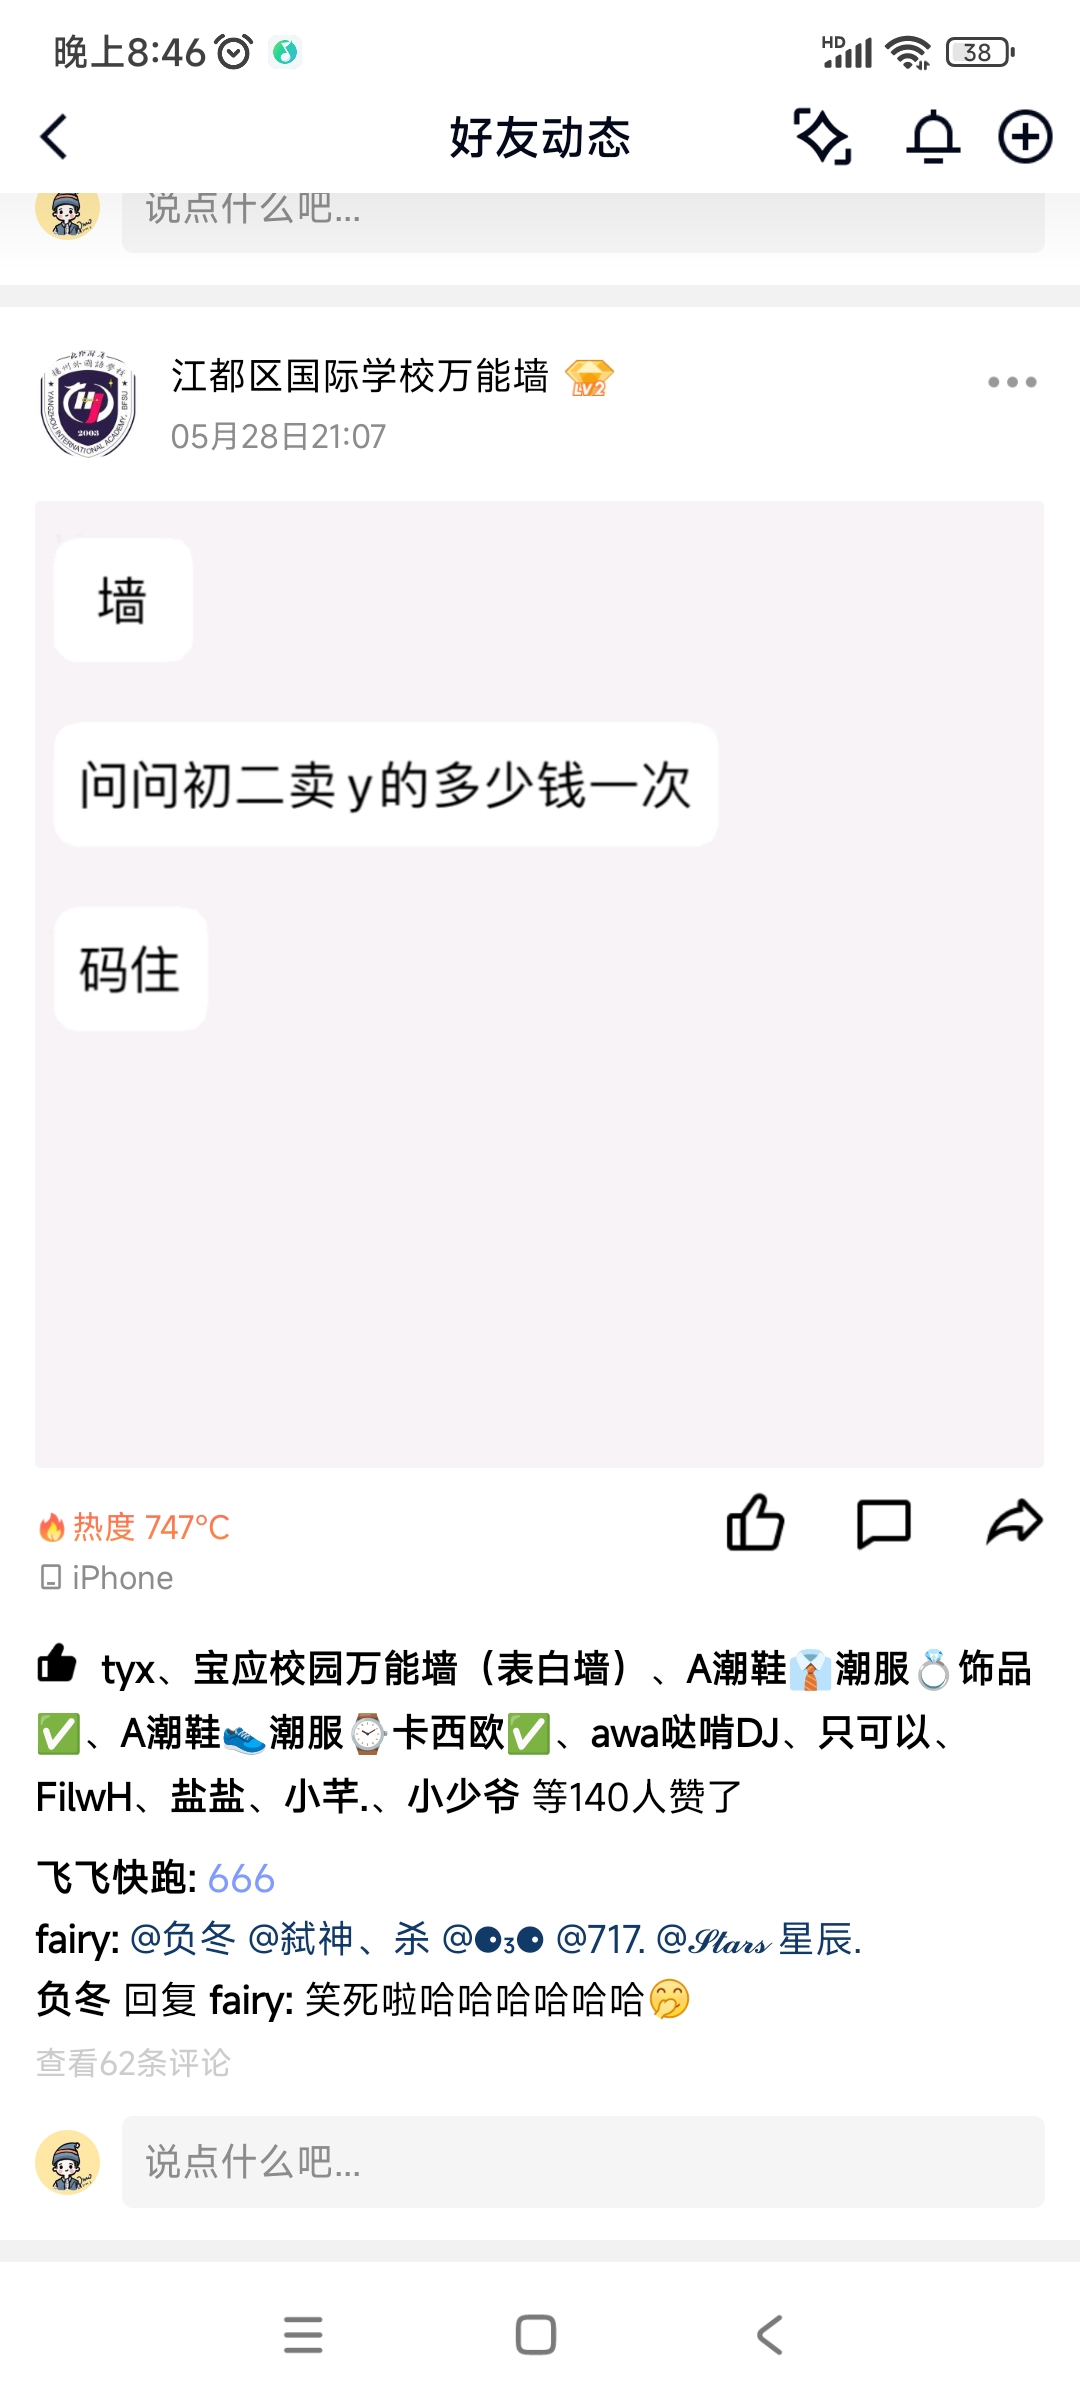 晚上8:46
HD
38
好友动态
说点什么吧...
江都区国际学校万能墙 LV2
05月28日21:07
YANGZHOU INTERNATIONAL ACADEMY, BFSU
2003
墙
问问初二卖y的多少钱一次
码住
🔥热度 747°C
iPhone
tyx、宝应校园万能墙（表白墙）、A潮鞋👔潮服💍饰品
✅、A潮鞋👟潮服⌚卡西欧✅、awa哒啃DJ、只可以、
FilwH、盐盐、小芊.、小少爷 等140人赞了
飞飞快跑: 666
fairy: @负冬 @弑神、杀 @⚈₃⚈ @717. @𝒮𝓉𝒶𝓇𝓈 星辰.
负冬 回复 fairy: 笑死啦哈哈哈哈哈哈🤭
查看62条评论
说点什么吧...